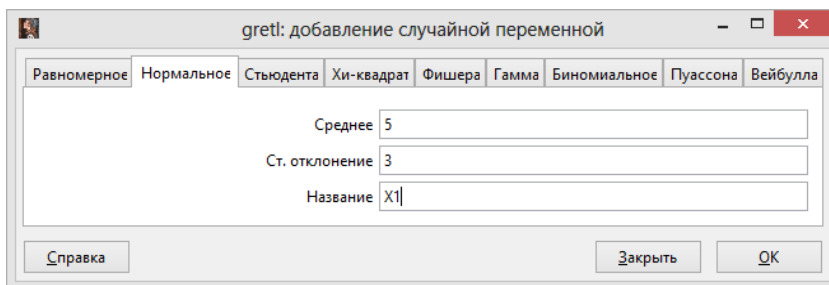 gretl: добавление случайной переменной
Равномерное Нормальное Стьюдента Хи-квадрат Фишера Гамма Биномиальное Пуассона Вейбулла
Среднее 5
Ст. отклонение 3
Название X1
Справка Закрыть OK